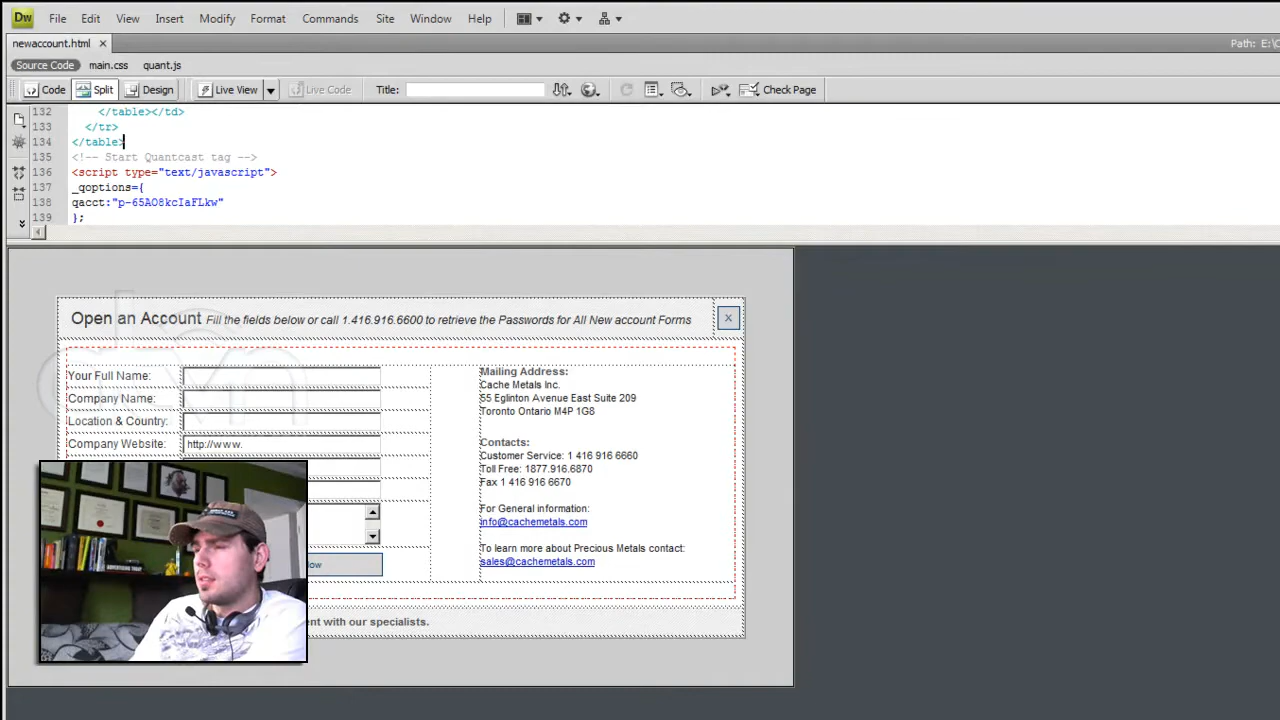 Dw File Edit View Insert Modify Format Commands Site Window Help
newaccount.html × Path: E:\C
Source Code main.css quant.js
Code Split Design Live View Live Code Title: Check Page
132 </table></td>
133 </tr>
134 </table>
135 <!-- Start Quantcast tag -->
136 <script type="text/javascript">
137 _qoptions={
138 qacct:"p-65AO8kcIaFLkw"
139 };
Open an Account Fill the fields below or call 1.416.916.6600 to retrieve the Passwords for All New account Forms X
Your Full Name:
Company Name:
Location & Country:
Company Website: http://www.
Mailing Address:
Cache Metals Inc.
55 Eglinton Avenue East Suite 209
Toronto Ontario M4P 1G8
Contacts:
Customer Service: 1 416 916 6660
Toll Free: 1877.916.6870
Fax 1 416 916 6670
For General information:
info@cachemetals.com
To learn more about Precious Metals contact:
sales@cachemetals.com
with our specialists.